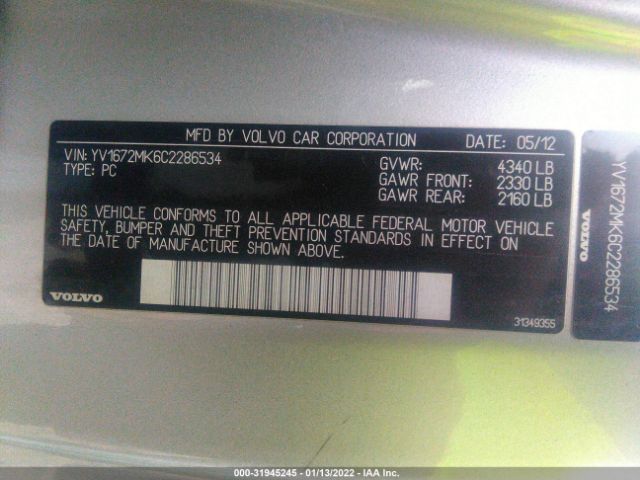 MFD BY VOLVO CAR CORPORATION DATE: 05/12
VIN: YV1672MK6C2286534
TYPE: PC
GVWR: 4340 LB
GAWR FRONT: 2330 LB
GAWR REAR: 2160 LB
THIS VEHICLE CONFORMS TO ALL APPLICABLE FEDERAL MOTOR VEHICLE
SAFETY, BUMPER AND THEFT PREVENTION STANDARDS IN EFFECT ON
THE DATE OF MANUFACTURE SHOWN ABOVE.
VOLVO
31349355
YV1672MK6C2286534
VOLVO
000-31945245 - 01/13/2022 - IAA Inc.